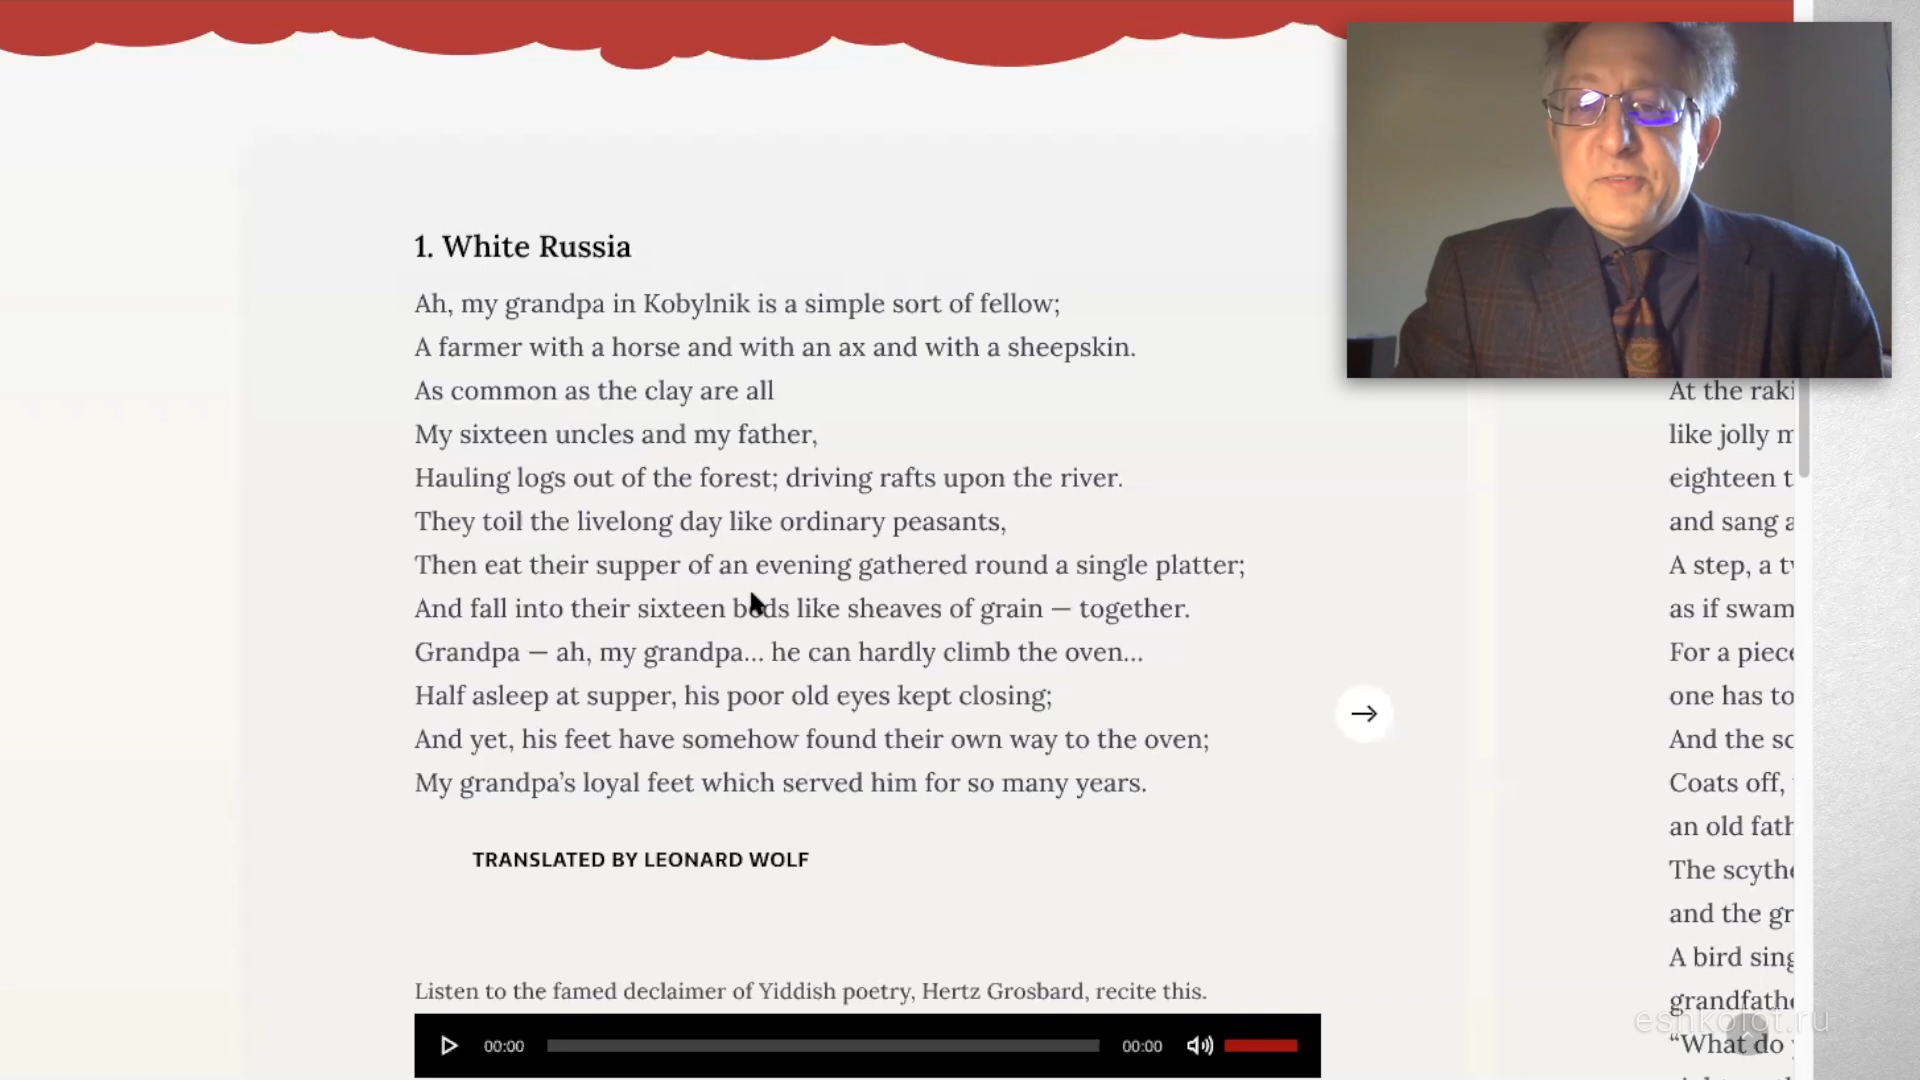 1. White Russia
Ah, my grandpa in Kobylnik is a simple sort of fellow;
A farmer with a horse and with an ax and with a sheepskin.
As common as the clay are all
My sixteen uncles and my father,
Hauling logs out of the forest; driving rafts upon the river.
They toil the livelong day like ordinary peasants,
Then eat their supper of an evening gathered round a single platter;
And fall into their sixteen beds like sheaves of grain — together.
Grandpa — ah, my grandpa... he can hardly climb the oven...
Half asleep at supper, his poor old eyes kept closing;
And yet, his feet have somehow found their own way to the oven;
My grandpa's loyal feet which served him for so many years.
TRANSLATED BY LEONARD WOLF
Listen to the famed declaimer of Yiddish poetry, Hertz Grosbard, recite this.
00:00
00:00
At the
like jolly
eighteen
and sang
A step, a
as if swam
For a
one has to
And the
Coats off,
an old
The
and the
A bird
“What do
eshkolot.ru